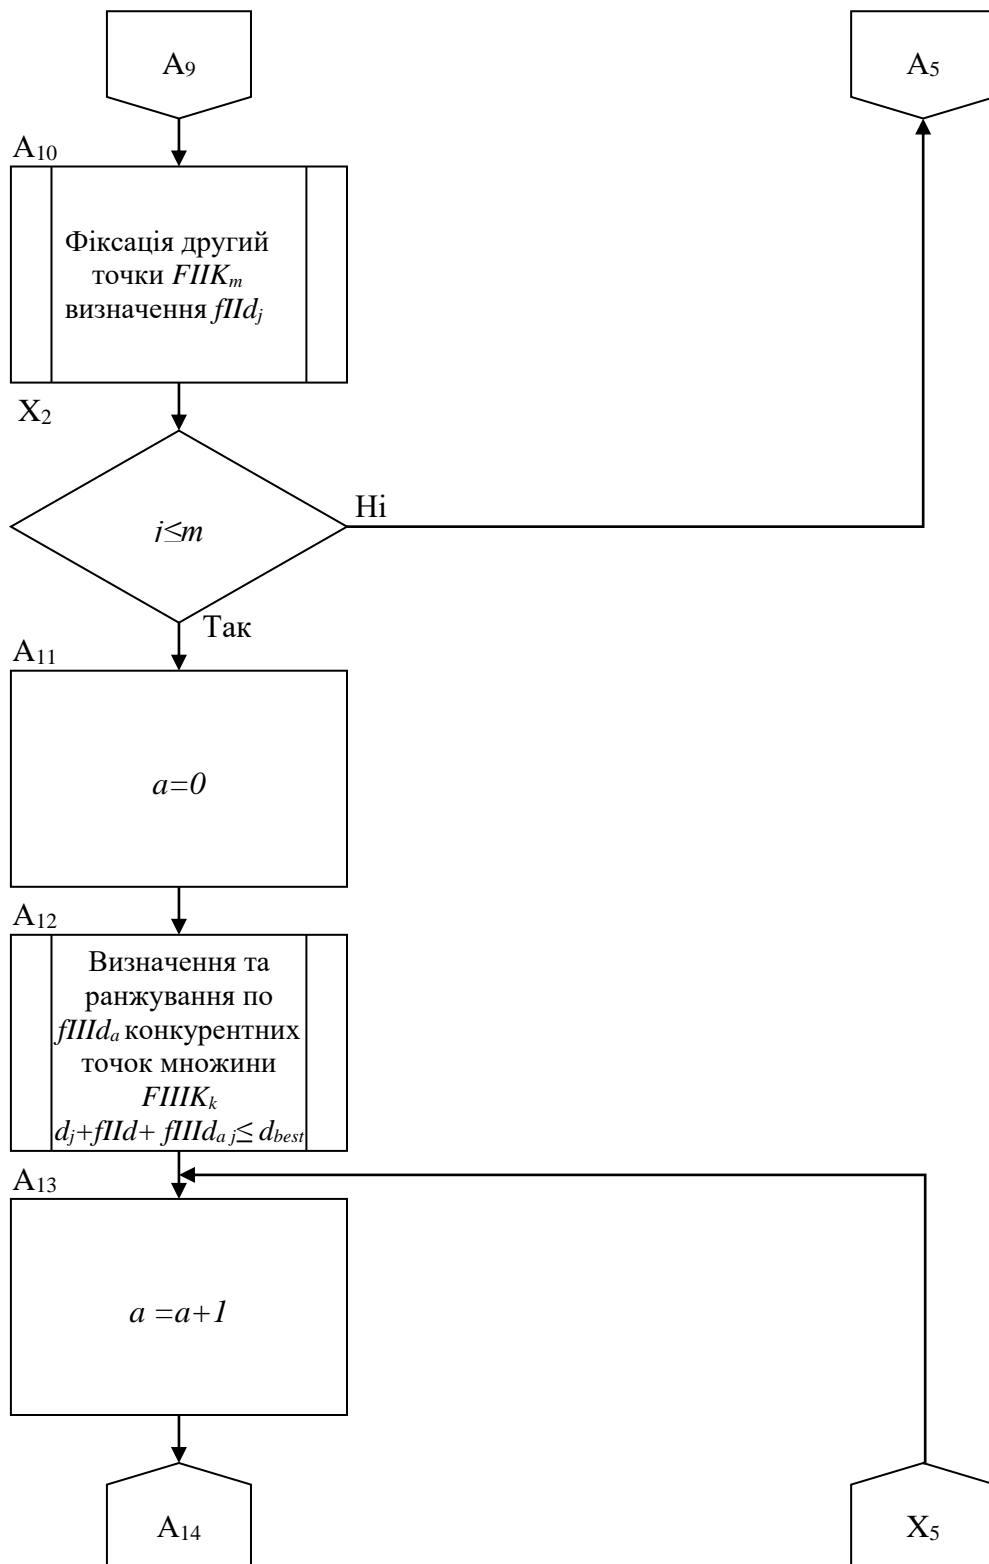 A9
A5
A10
Фіксація другий
точки FIIKm
визначення fIIdj
X2
j≤m
Ні
Так
A11
a=0
A12
Визначення та
ранжування по
fIIIda конкурентних
точок множини
FIIIKk
dj+fIId+ fIIIda j≤ dbest
A13
a =a+1
A14
X5